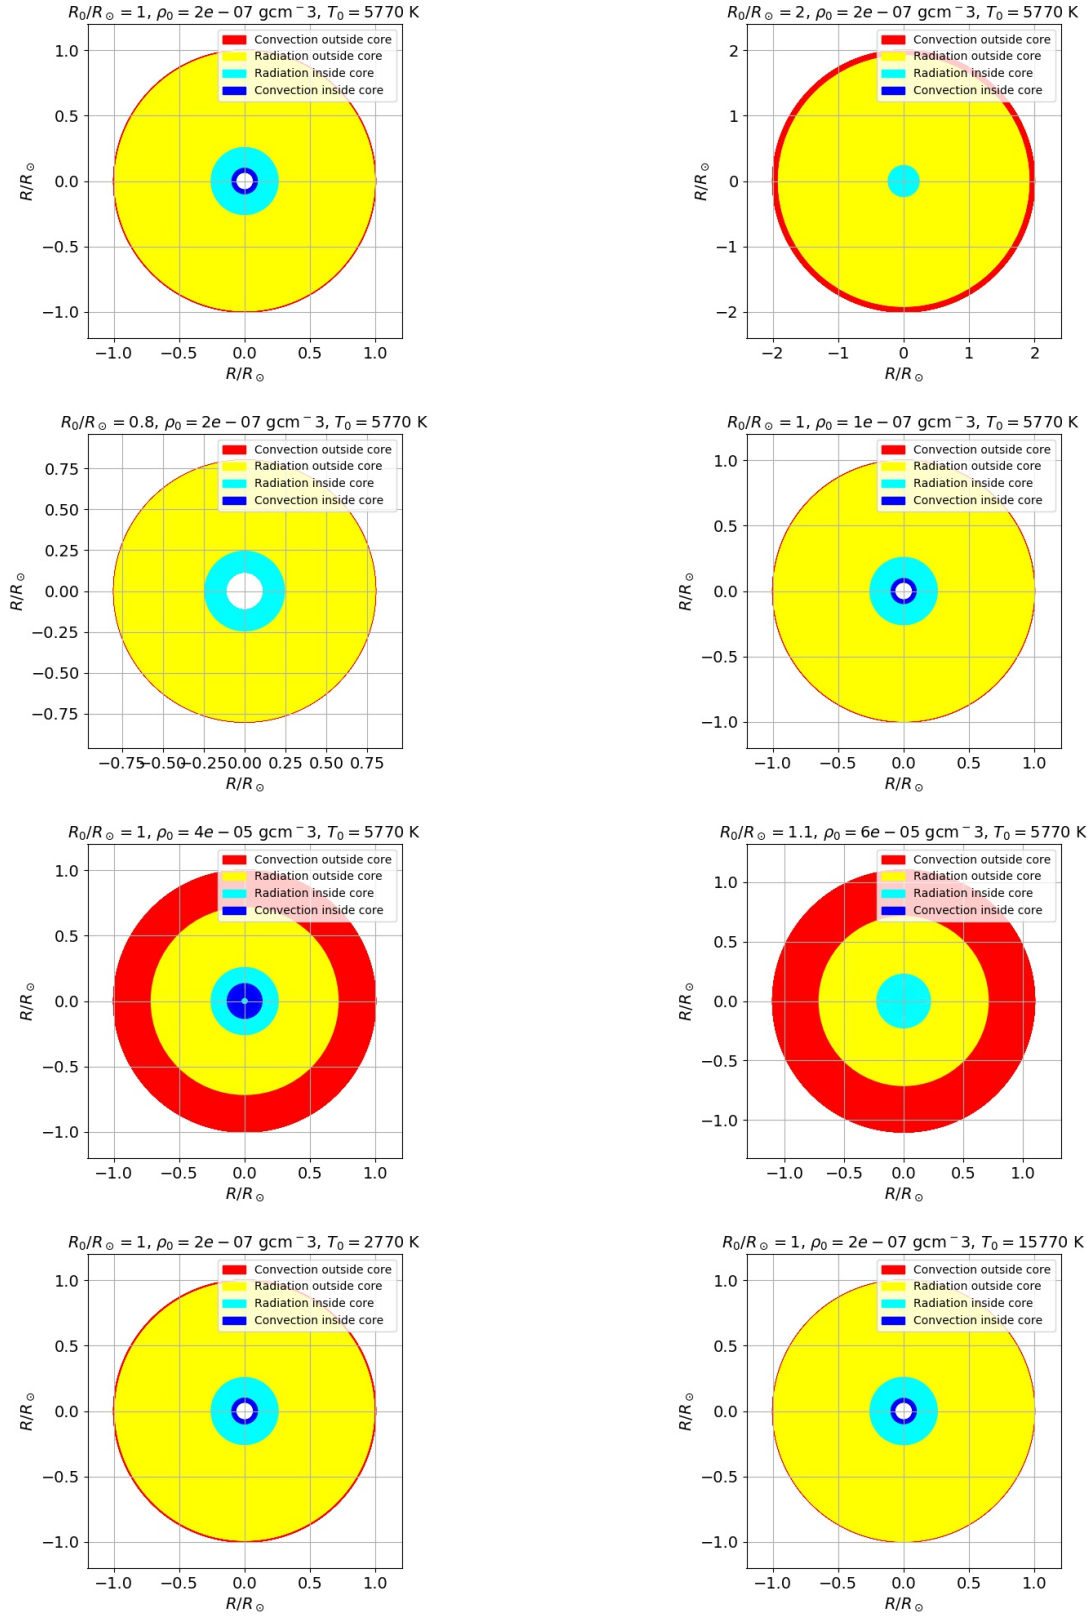 R₀/R⊙ = 1, ρ₀ = 2e − 07 gcm⁻3, T₀ = 5770 K
Convection outside core
Radiation outside core
Radiation inside core
Convection inside core
1.0
0.5
0.0
−0.5
−1.0
R/R⊙
−1.0 −0.5 0.0 0.5 1.0
R/R⊙
R₀/R⊙ = 2, ρ₀ = 2e − 07 gcm⁻3, T₀ = 5770 K
Convection outside core
Radiation outside core
Radiation inside core
Convection inside core
2
1
0
−1
−2
R/R⊙
−2 −1 0 1 2
R/R⊙
R₀/R⊙ = 0.8, ρ₀ = 2e − 07 gcm⁻3, T₀ = 5770 K
Convection outside core
Radiation outside core
Radiation inside core
Convection inside core
0.75
0.50
0.25
0.00
−0.25
−0.50
−0.75
R/R⊙
−0.75 −0.50 −0.25 0.00 0.25 0.50 0.75
R/R⊙
R₀/R⊙ = 1, ρ₀ = 1e − 07 gcm⁻3, T₀ = 5770 K
Convection outside core
Radiation outside core
Radiation inside core
Convection inside core
1.0
0.5
0.0
−0.5
−1.0
R/R⊙
−1.0 −0.5 0.0 0.5 1.0
R/R⊙
R₀/R⊙ = 1, ρ₀ = 4e − 05 gcm⁻3, T₀ = 5770 K
Convection outside core
Radiation outside core
Radiation inside core
Convection inside core
1.0
0.5
0.0
−0.5
−1.0
R/R⊙
−1.0 −0.5 0.0 0.5 1.0
R/R⊙
R₀/R⊙ = 1.1, ρ₀ = 6e − 05 gcm⁻3, T₀ = 5770 K
Convection outside core
Radiation outside core
Radiation inside core
Convection inside core
1.0
0.5
0.0
−0.5
−1.0
R/R⊙
−1.0 −0.5 0.0 0.5 1.0
R/R⊙
R₀/R⊙ = 1, ρ₀ = 2e − 07 gcm⁻3, T₀ = 2770 K
Convection outside core
Radiation outside core
Radiation inside core
Convection inside core
1.0
0.5
0.0
−0.5
−1.0
R/R⊙
−1.0 −0.5 0.0 0.5 1.0
R/R⊙
R₀/R⊙ = 1, ρ₀ = 2e − 07 gcm⁻3, T₀ = 15770 K
Convection outside core
Radiation outside core
Radiation inside core
Convection inside core
1.0
0.5
0.0
−0.5
−1.0
R/R⊙
−1.0 −0.5 0.0 0.5 1.0
R/R⊙